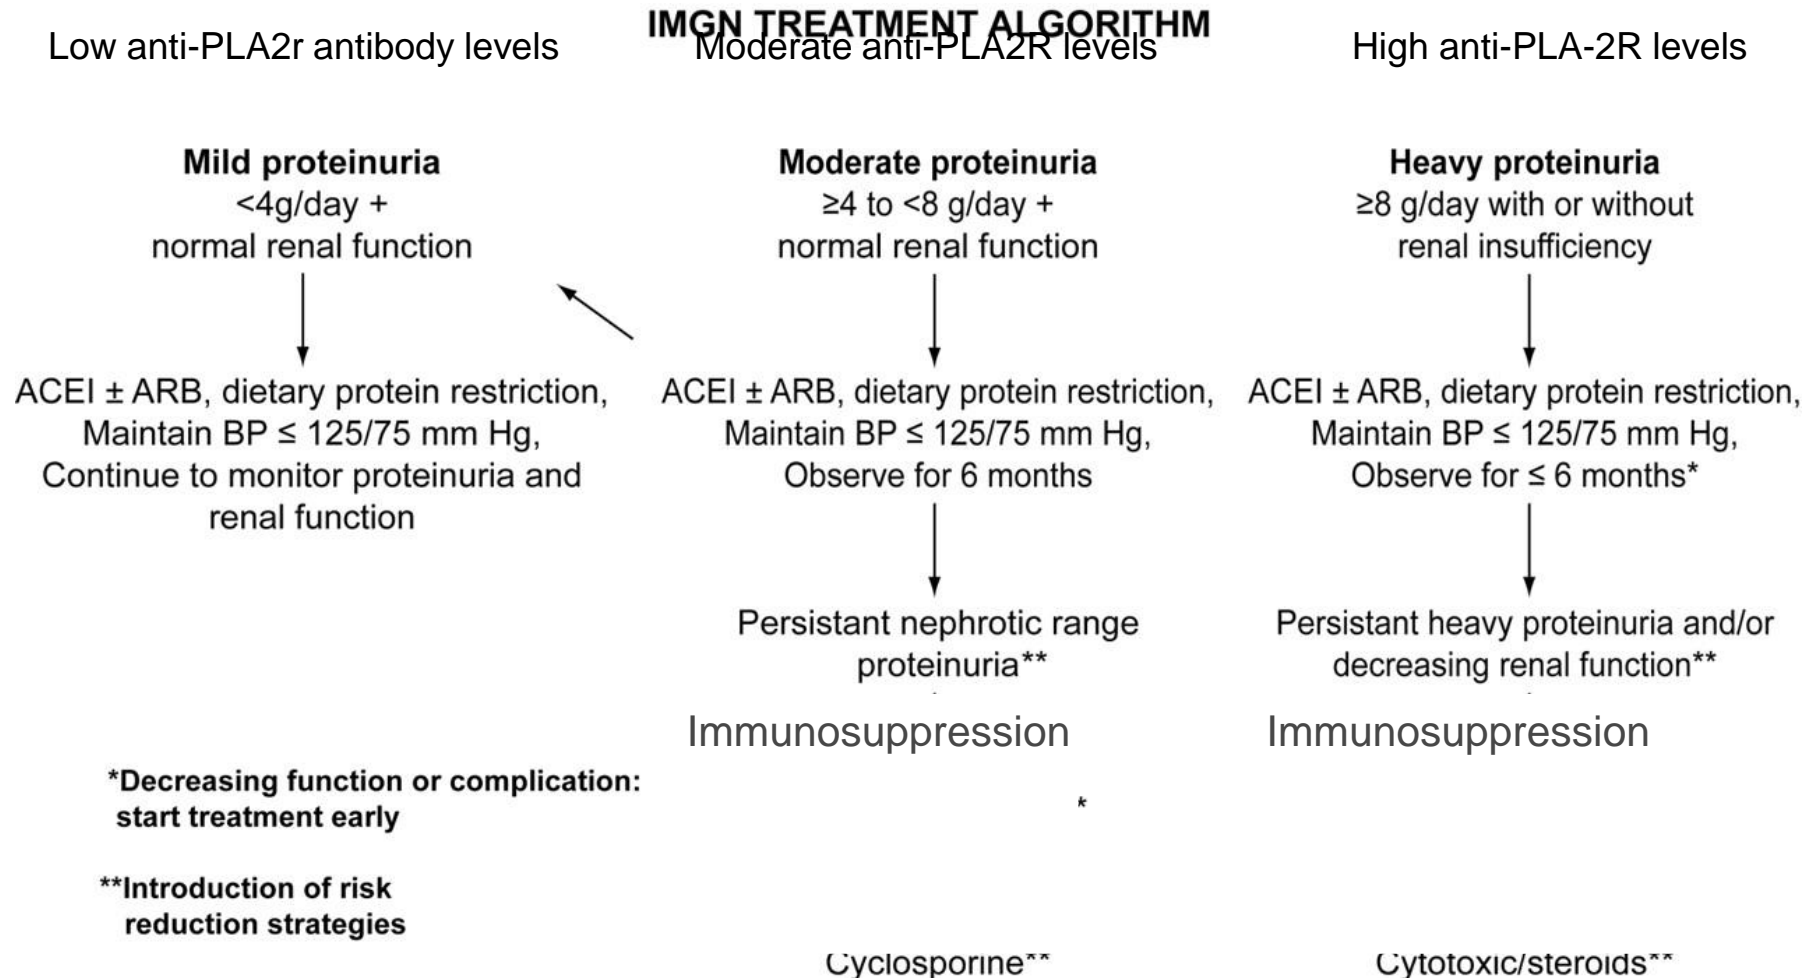 IMGN TREATMENT ALGORITHM
Low anti-PLA2r antibody levels
Moderate anti-PLA2R levels
High anti-PLA-2R levels
Mild proteinuria
<4g/day +
normal renal function
Moderate proteinuria
≥4 to <8 g/day +
normal renal function
Heavy proteinuria
≥8 g/day with or without
renal insufficiency
ACEI ± ARB, dietary protein restriction,
Maintain BP ≤ 125/75 mm Hg,
Continue to monitor proteinuria and
renal function
ACEI ± ARB, dietary protein restriction,
Maintain BP ≤ 125/75 mm Hg,
Observe for 6 months
ACEI ± ARB, dietary protein restriction,
Maintain BP ≤ 125/75 mm Hg,
Observe for ≤ 6 months*
Persistant nephrotic range
proteinuria**
Persistant heavy proteinuria and/or
decreasing renal function**
Immunosuppression
Immunosuppression
*Decreasing function or complication:
start treatment early
*
**Introduction of risk
reduction strategies
Cyclosporine**
Cytotoxic/steroids**